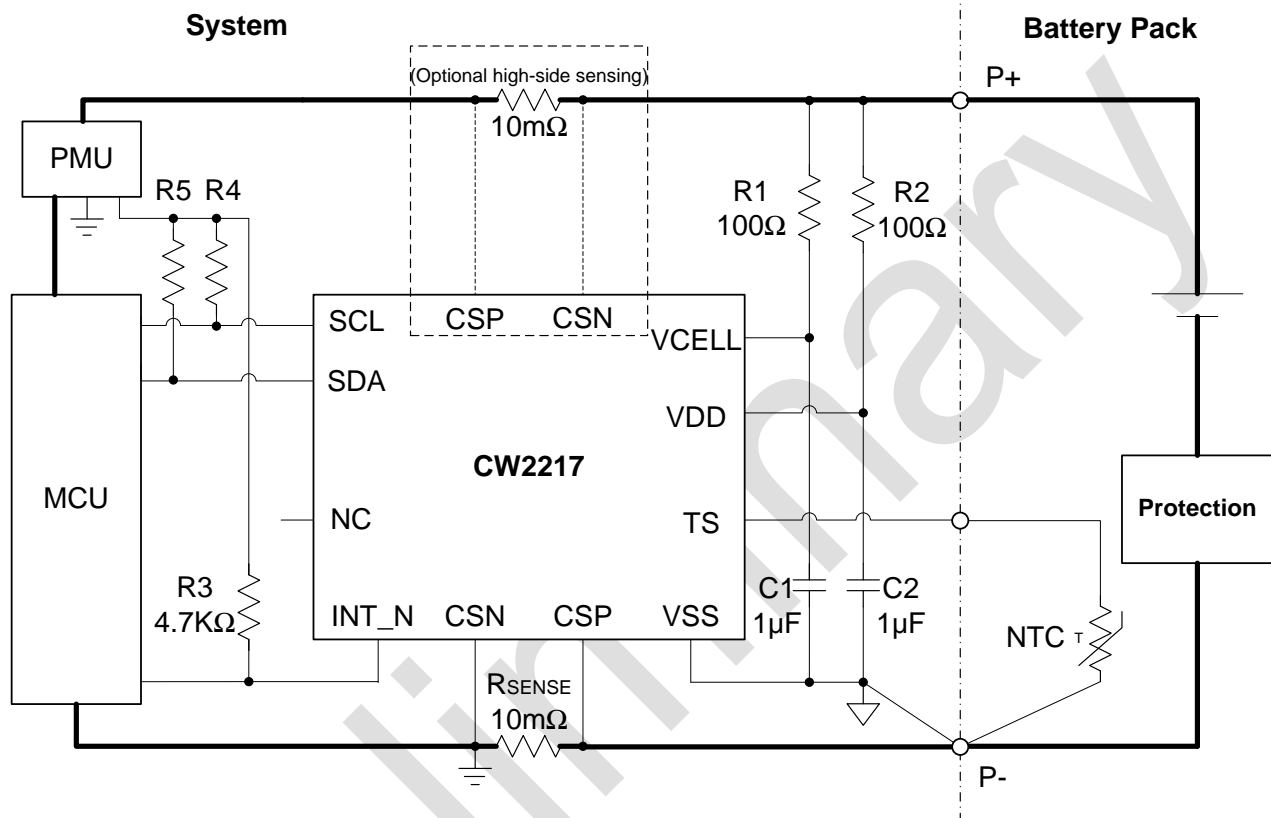 System
Battery Pack
(Optional high-side sensing)
P+
10mΩ
PMU
R5 R4
R1
100Ω
R2
100Ω
SCL
CSP CSN
VCELL
SDA
VDD
CW2217
MCU
NC
TS
Protection
R3
4.7KΩ
INT_N CSN CSP VSS
C1
1µF
C2
1µF
NTC T
RSENSE
10mΩ
P-